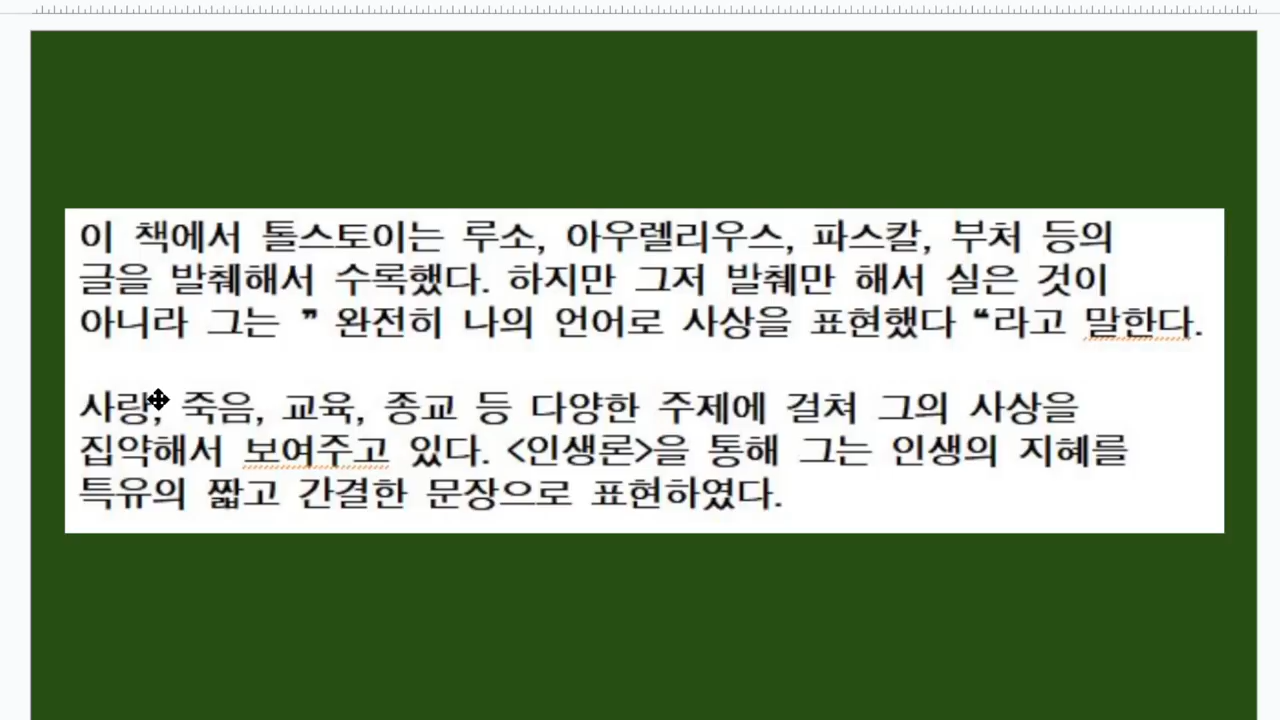 이 책에서 톨스토이는 루소, 아우렐리우스, 파스칼, 부처 등의
글을 발췌해서 수록했다. 하지만 그저 발췌만 해서 실은 것이
아니라 그는 ” 완전히 나의 언어로 사상을 표현했다 “라고 말한다.
사랑, 죽음, 교육, 종교 등 다양한 주제에 걸쳐 그의 사상을
집약해서 보여주고 있다. <인생론>을 통해 그는 인생의 지혜를
특유의 짧고 간결한 문장으로 표현하였다.